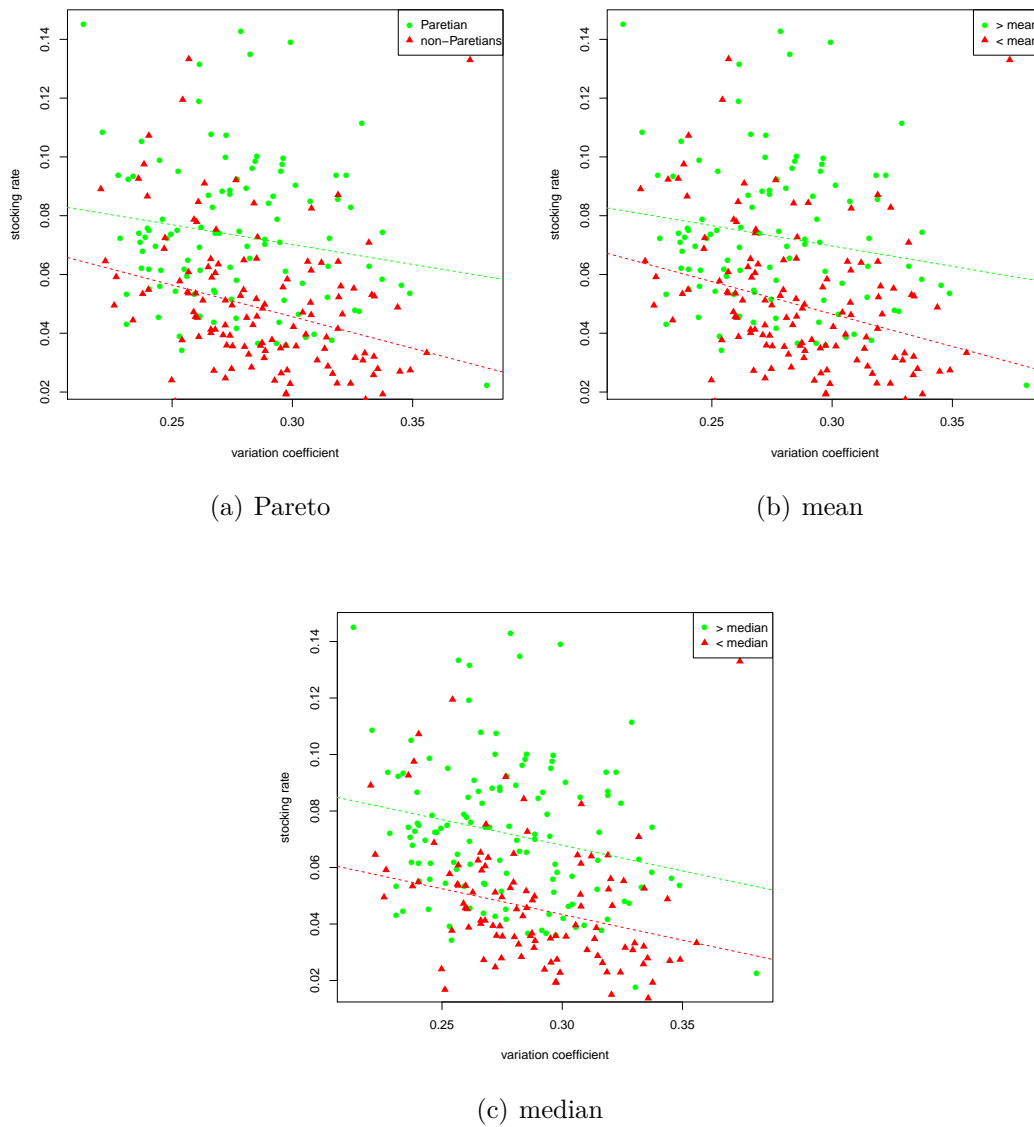 Paretian
non−Paretians
0.14
0.12
0.10
0.08
0.06
0.04
0.02
stocking rate
0.25
0.30
0.35
variation coefficient
(a) Pareto
> mean
< mean
0.14
0.12
0.10
0.08
0.06
0.04
0.02
stocking rate
0.25
0.30
0.35
variation coefficient
(b) mean
> median
< median
0.14
0.12
0.10
0.08
0.06
0.04
0.02
stocking rate
0.25
0.30
0.35
variation coefficient
(c) median